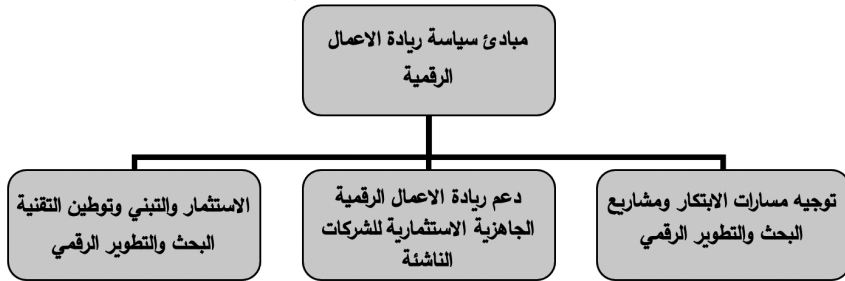 مبادئ سياسة ريادة الاعمال
الرقمية
توجيه مسارات الابتكار ومشاريع
البحث والتطوير الرقمي
دعم ريادة الاعمال الرقمية
الجاهزية الاستثمارية للشركات
الناشئة
الاستثمار والتبني وتوطين التقنية
البحث والتطوير الرقمي